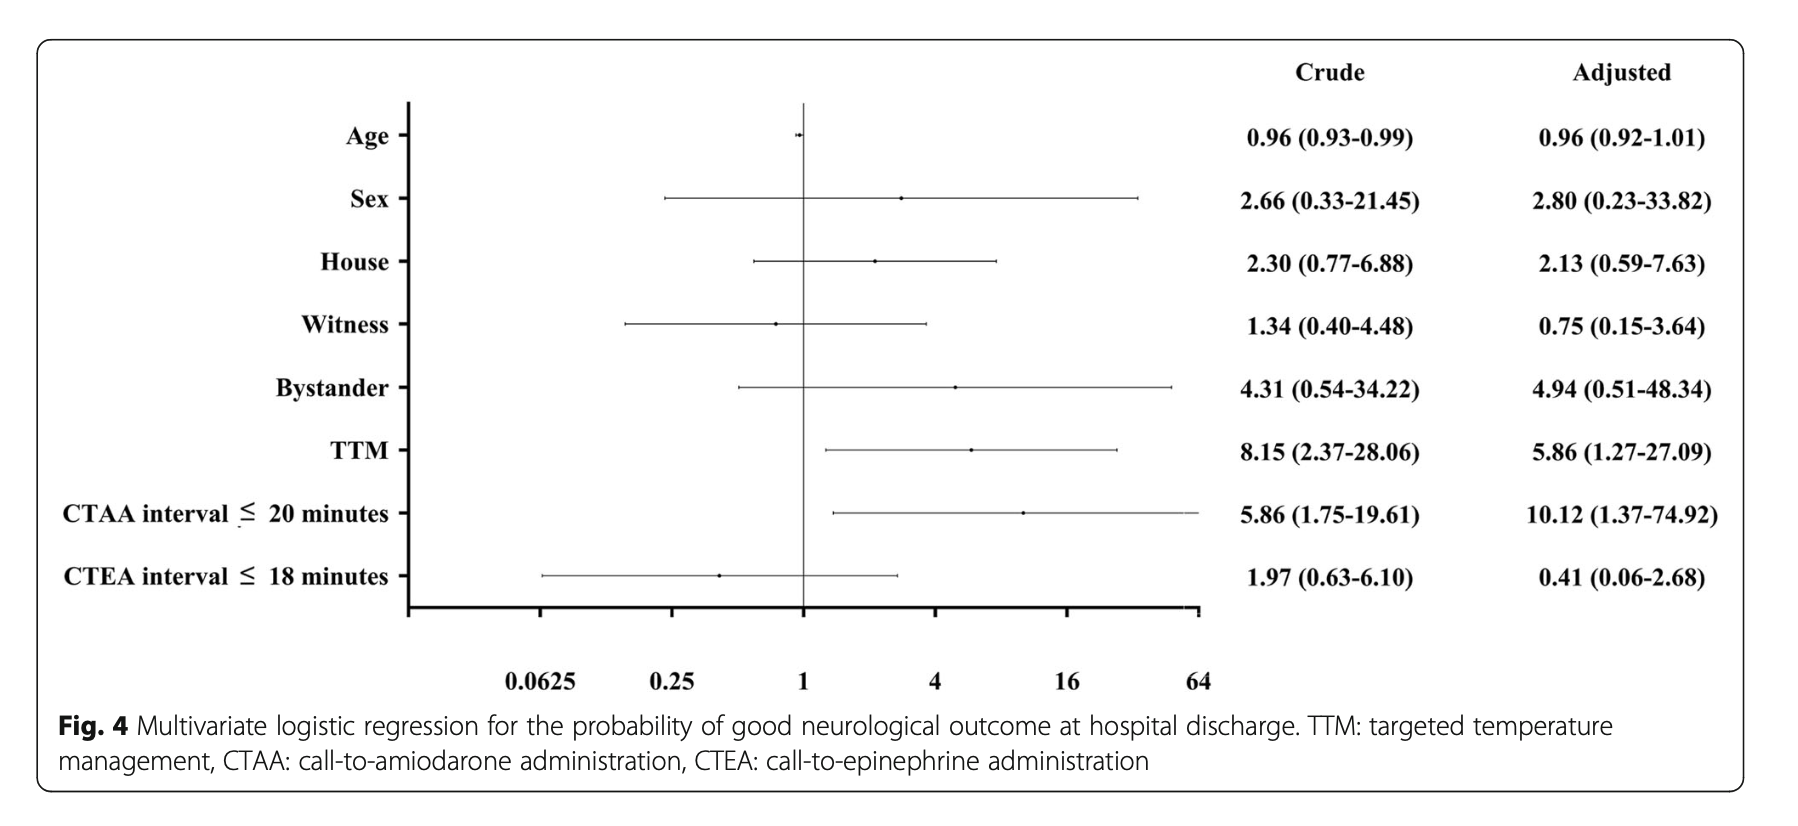 Crude Adjusted
Age 0.96 (0.93-0.99) 0.96 (0.92-1.01)
Sex 2.66 (0.33-21.45) 2.80 (0.23-33.82)
House 2.30 (0.77-6.88) 2.13 (0.59-7.63)
Witness 1.34 (0.40-4.48) 0.75 (0.15-3.64)
Bystander 4.31 (0.54-34.22) 4.94 (0.51-48.34)
TTM 8.15 (2.37-28.06) 5.86 (1.27-27.09)
CTAA interval ≤ 20 minutes 5.86 (1.75-19.61) 10.12 (1.37-74.92)
CTEA interval ≤ 18 minutes 1.97 (0.63-6.10) 0.41 (0.06-2.68)
0.0625 0.25 1 4 16 64
Fig. 4 Multivariate logistic regression for the probability of good neurological outcome at hospital discharge. TTM: targeted temperature
management, CTAA: call-to-amiodarone administration, CTEA: call-to-epinephrine administration